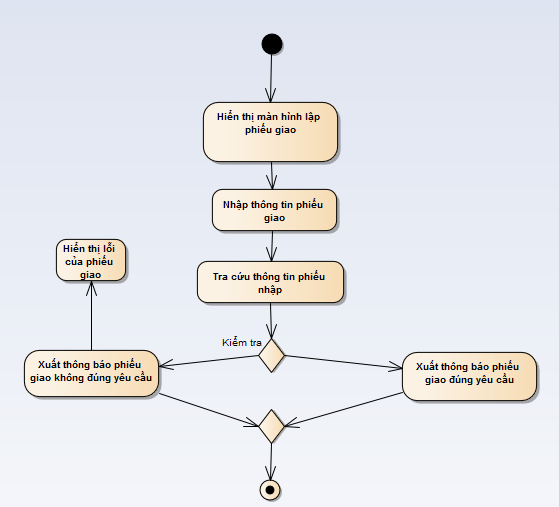 Hiển thị màn hình lập
phiếu giao
Nhập thông tin phiếu
giao
Hiển thị lỗi
của phiếu
giao
Tra cứu thông tin phiếu
nhập
Kiểm tra
Xuất thông báo phiếu
giao không đúng yêu cầu
Xuất thông báo phiếu
giao đúng yêu cầu